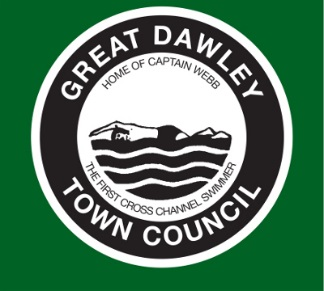 GREAT DAWLEY
HOME OF CAPTAIN WEBB
THE FIRST CROSS CHANNEL SWIMMER
TOWN COUNCIL